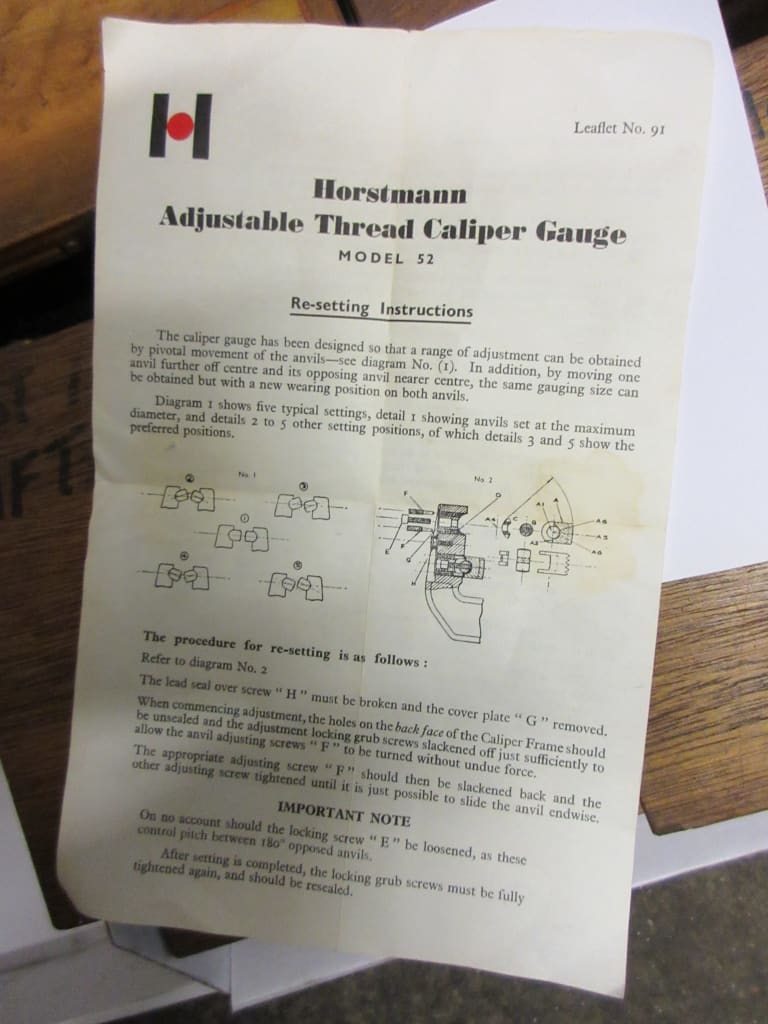 H
Leaflet No. 91
Horstmann
Adjustable Thread Caliper Gauge
MODEL 52
Re-setting Instructions
The caliper gauge has been designed so that a range of adjustment can be obtained
by pivotal movement of the anvils—see diagram No. (1). In addition, by moving one
anvil further off centre and its opposing anvil nearer centre, the same gauging size can
be obtained but with a new wearing position on both anvils.
Diagram 1 shows five typical settings, detail 1 showing anvils set at the maximum
diameter, and details 2 to 5 other setting positions, of which details 3 and 5 show the
preferred positions.
No. 1
2
3
1
4
5
No. 2
F
D
E
F
G
H
A4
C
B
A1
A
A6
A5
A6
A2
The procedure for re-setting is as follows :
Refer to diagram No. 2
The lead seal over screw " H " must be broken and the cover plate " G " removed.
When commencing adjustment, the holes on the back face of the Caliper Frame should
be unsealed and the adjustment locking grub screws slackened off just sufficiently to
allow the anvil adjusting screws " F " to be turned without undue force.
The appropriate adjusting screw " F " should then be slackened back and the
other adjusting screw tightened until it is just possible to slide the anvil endwise.
IMPORTANT NOTE
On no account should the locking screw " E " be loosened, as these
control pitch between 180° opposed anvils.
After setting is completed, the locking grub screws must be fully
tightened again, and should be resealed.